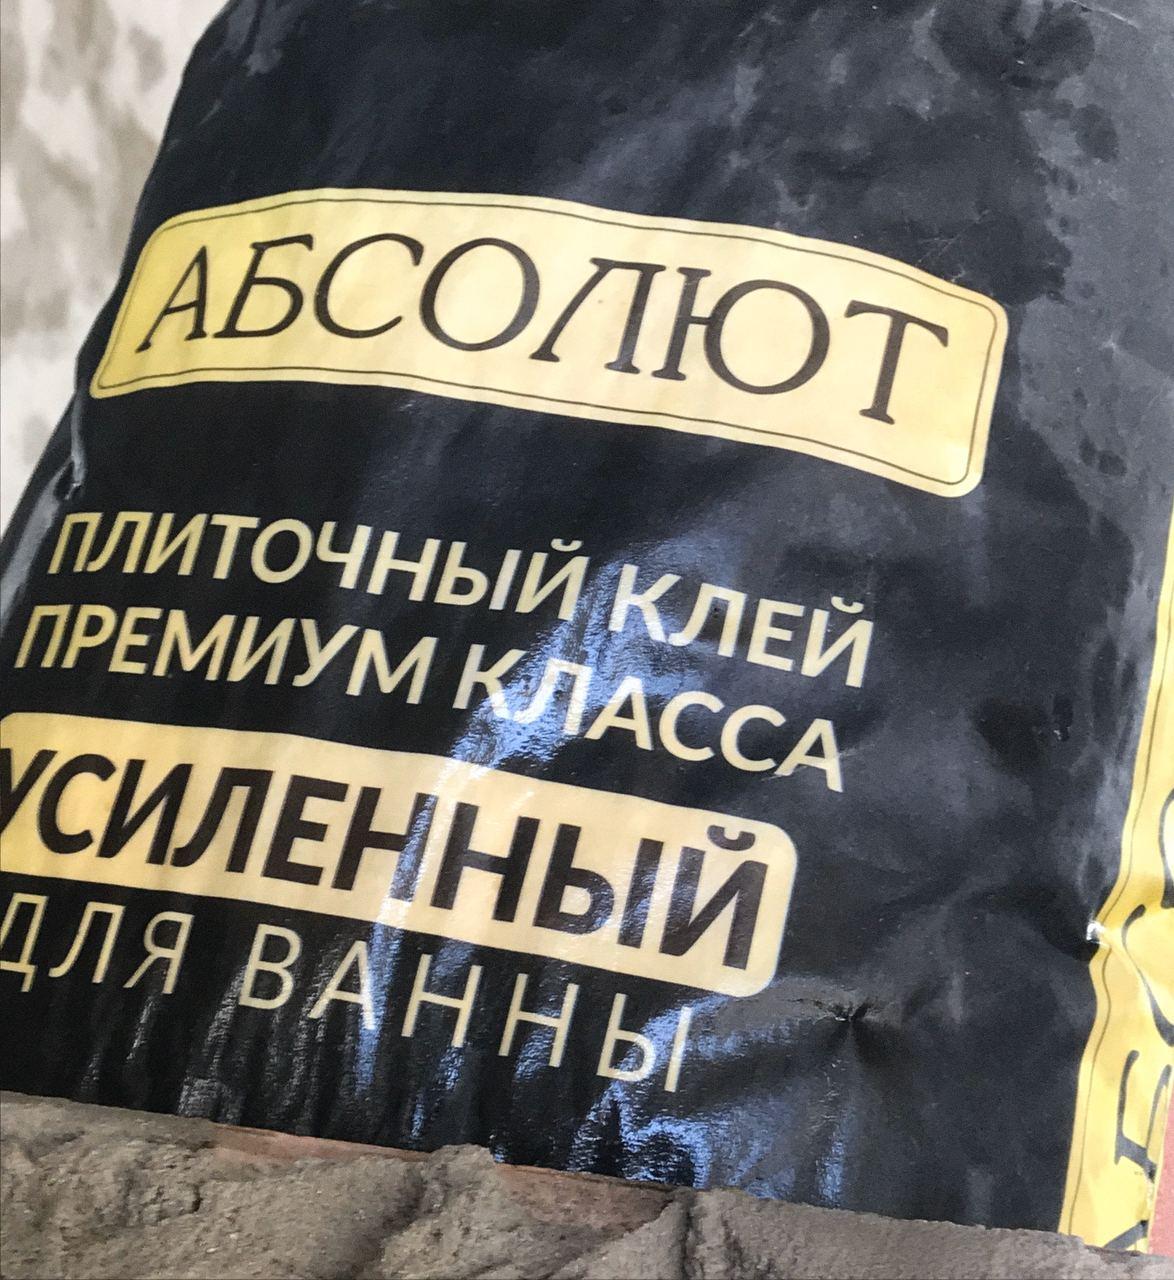 АБСОЛЮТ
ПЛИТОЧНЫЙ КЛЕЙ
ПРЕМИУМ КЛАССА
УСИЛЕННЫЙ
ДЛЯ ВАННЫ